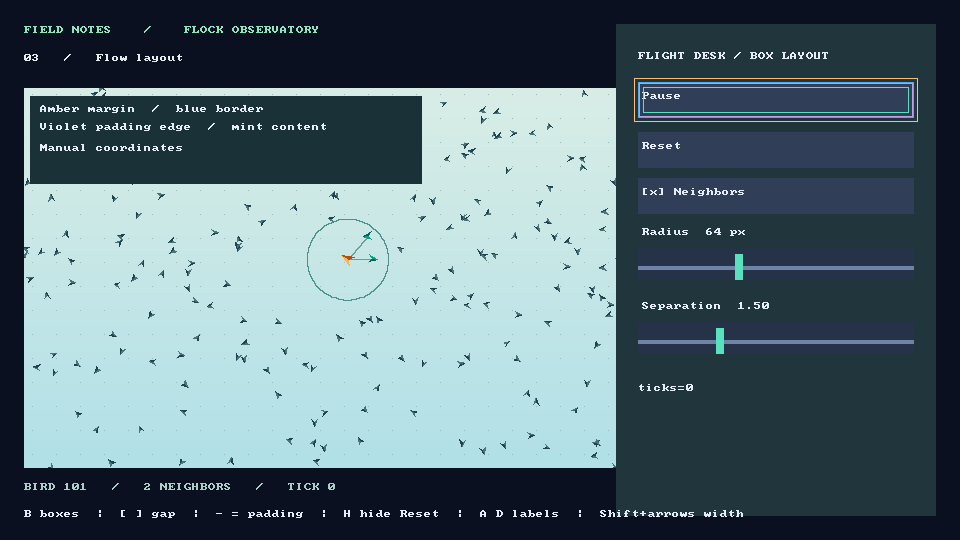 FIELD NOTES / FLOCK OBSERVATORY
03 / Flow layout
Amber margin / blue border
Violet padding edge / mint content
Manual coordinates
FLIGHT DESK / BOX LAYOUT
Pause
Reset
[x] Neighbors
Radius 64 px
Separation 1.50
ticks=0
BIRD 101 / 2 NEIGHBORS / TICK 0
B boxes | [ ] gap | - = padding | H hide Reset | A D labels | Shift+arrows width